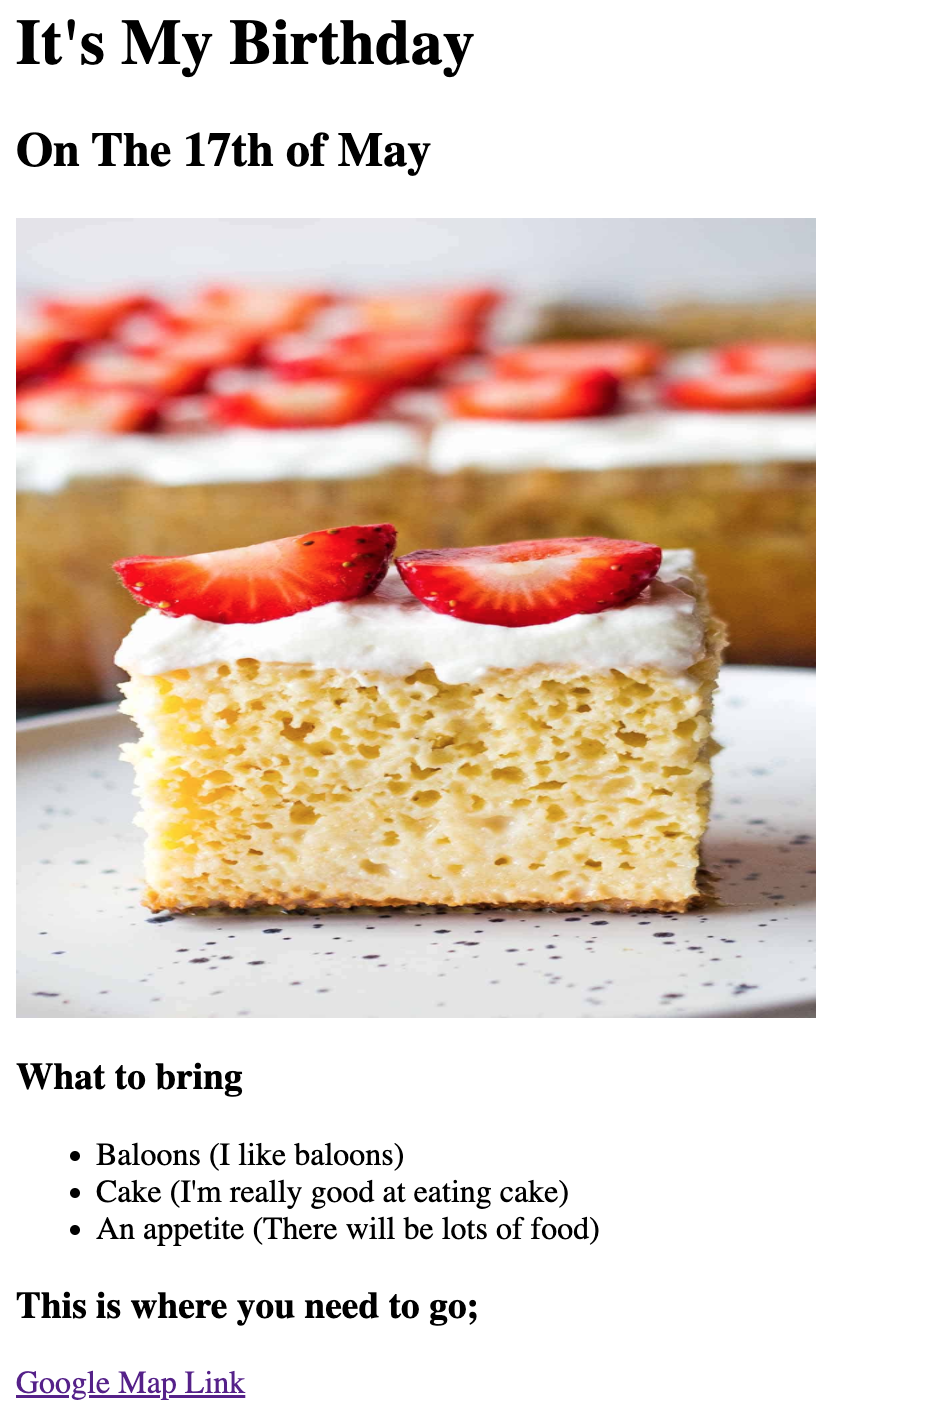 It's My Birthday
On The 17th of May
What to bring
Baloons (I like baloons)
Cake (I'm really good at eating cake)
An appetite (There will be lots of food)
This is where you need to go;
Google Map Link